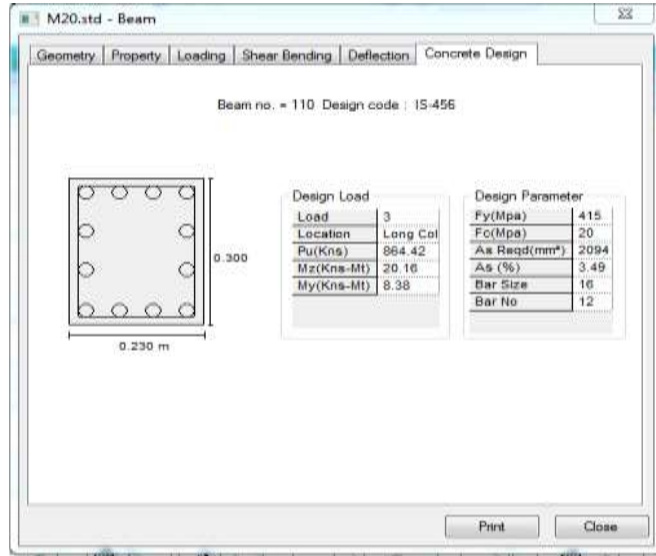 M20.std - Beam
Geometry Property Loading Shear Bending Deflection Concrete Design
Beam no. = 110 Design code : IS-456
0.300
0.230 m
Design Load
Load 3
Location Long Col
Pu(Kns) 864.42
Mz(Kns-Mt) 20.16
My(Kns-Mt) 8.38
Design Parameter
Fy(Mpa) 415
Fc(Mpa) 20
As Reqd(mm²) 2094
As (%) 3.49
Bar Size 16
Bar No 12
Print Close